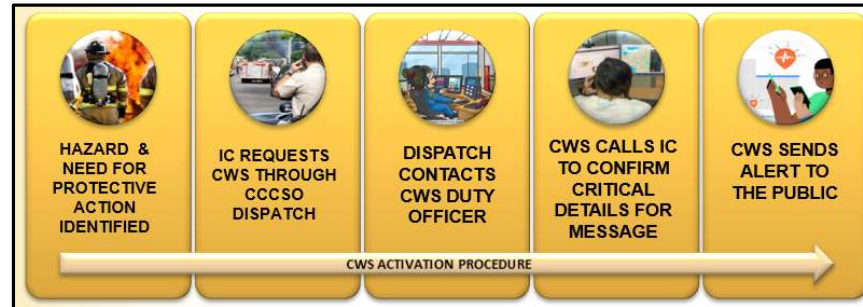 HAZARD &
NEED FOR
PROTECTIVE
ACTION
IDENTIFIED
IC REQUESTS
CWS THROUGH
CCCSO
DISPATCH
DISPATCH
CONTACTS
CWS DUTY
OFFICER
CWS CALLS IC
TO CONFIRM
CRITICAL
DETAILS FOR
MESSAGE
CWS SENDS
ALERT TO
THE PUBLIC
CWS ACTIVATION PROCEDURE